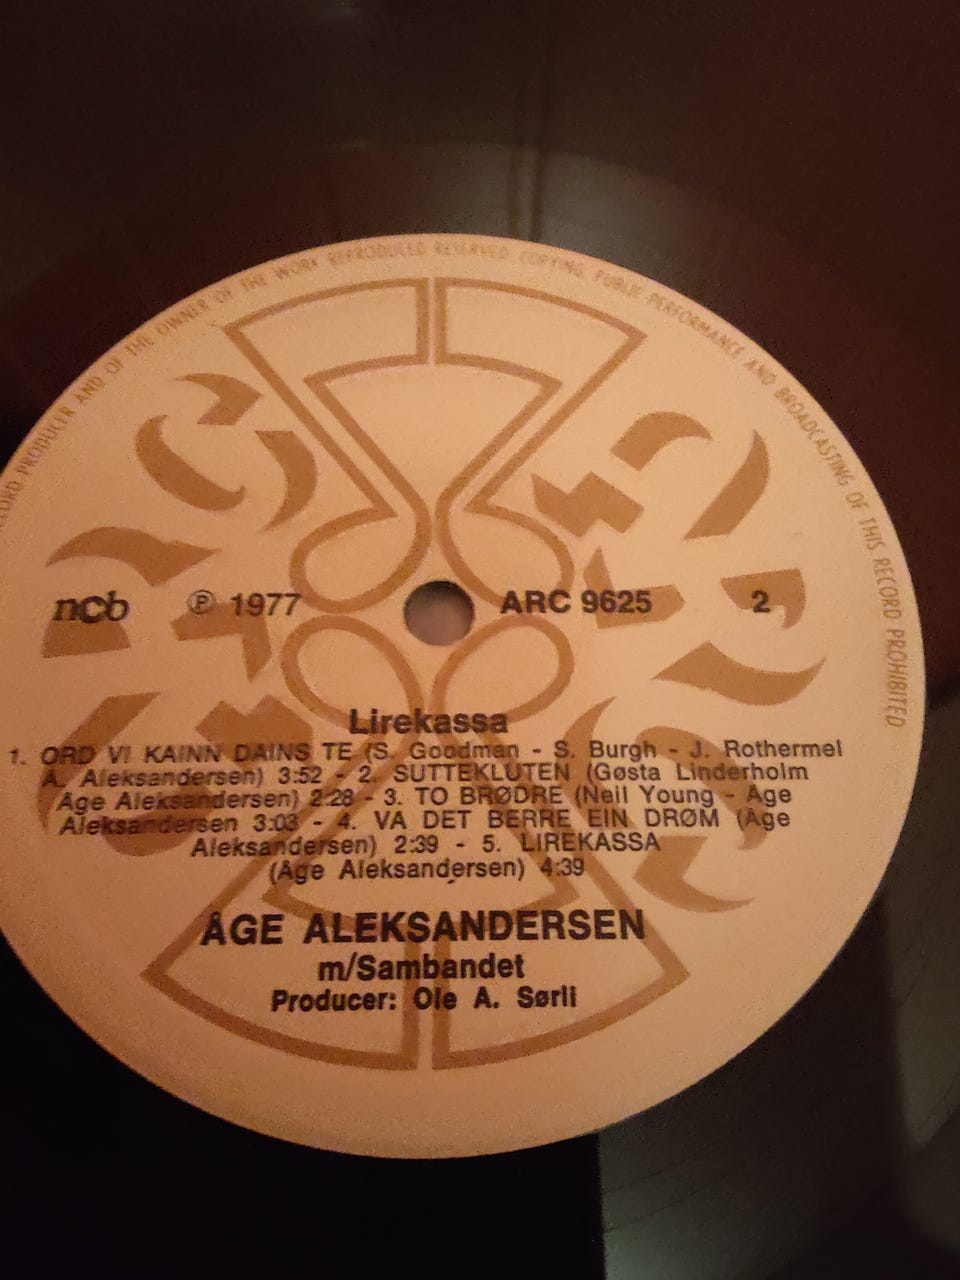 RECORD PRODUCER AND OF THE OWNER OF THE WORK REPRODUCED RESERVED. COPYING, PUBLIC PERFORMANCE AND BROADCASTING OF THIS RECORD PROHIBITED
ncb ℗ 1977 ARC 9625 2
Lirekassa
1. ORD VI KAINN DAINS TE (S. Goodman - S. Burgh - J. Rothermel
A. Aleksandersen) 3:52 - 2. SUTTEKLUTEN (Gøsta Linderholm
Åge Aleksandersen) 2:28 - 3. TO BRØDRE (Neil Young - Åge
Aleksandersen 3:03 - 4. VA DET BERRE EIN DRØM (Åge
Aleksandersen) 2:39 - 5. LIREKASSA
(Åge Aleksandersen) 4:39
ÅGE ALEKSANDERSEN
m/Sambandet
Producer: Ole A. Sørli